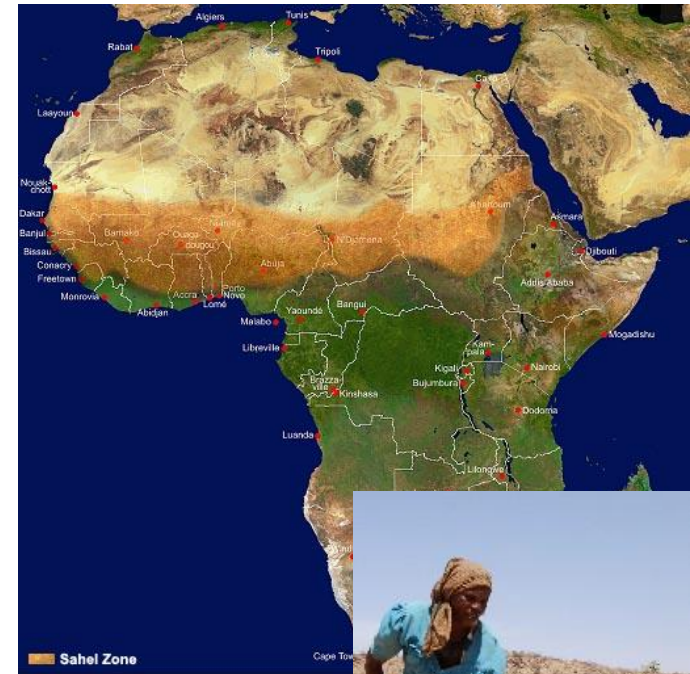 Tunis
Algiers
Rabat
Tripoli
Cairo
Laayoun
Nouak-
chott
Dakar
Banjul
Bissau
Conacry
Freetown
Monrovia
Bamako
Ouaga-
dougou
Niamey
N'Djamena
Khartoum
Asmara
Djibouti
Addis Ababa
Abuja
Accra
Porto
Novo
Lomé
Abidjan
Malabo
Yaoundé
Bangui
Mogadishu
Libreville
Kam-
pala
Kigali
Nairobi
Bujumbura
Brazza-
ville
Kinshasa
Dodoma
Luanda
Lilongwe
Sahel Zone